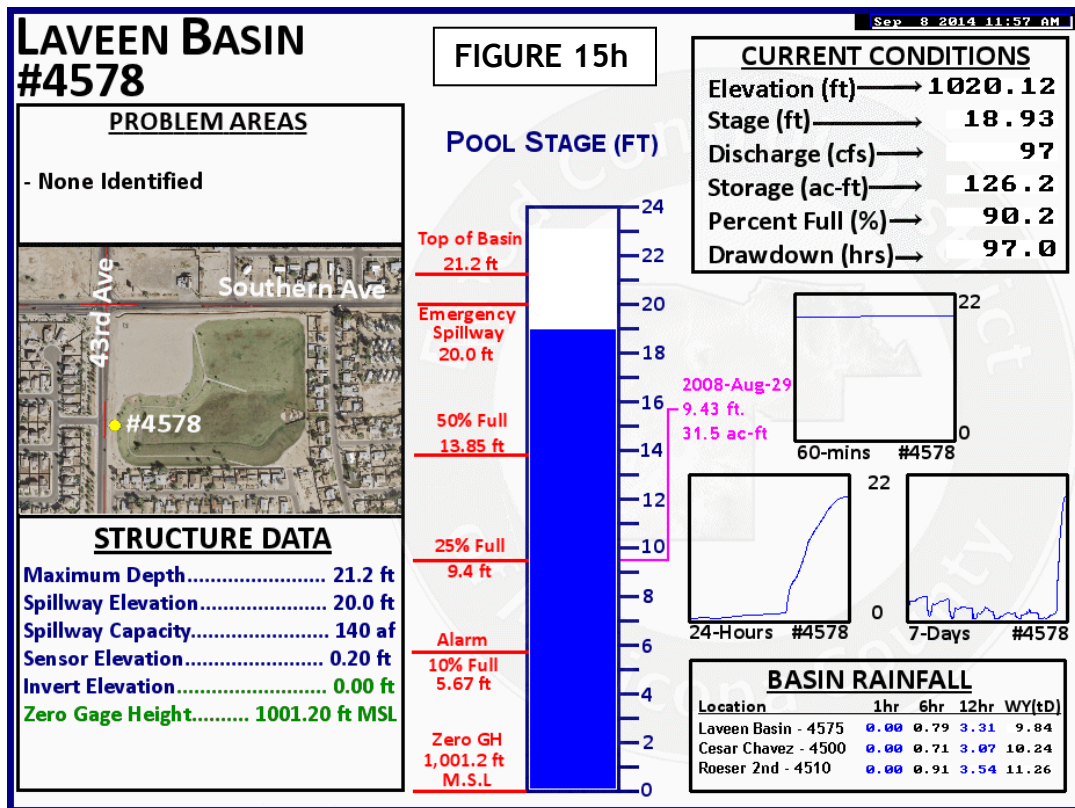 LAVEEN BASIN
#4578
FIGURE 15h
Sep 8 2014 11:57 AM
PROBLEM AREAS
- None Identified
43rd Ave
Southern Ave
#4578
STRUCTURE DATA
Maximum Depth........................ 21.2 ft
Spillway Elevation...................... 20.0 ft
Spillway Capacity........................ 140 af
Sensor Elevation........................ 0.20 ft
Invert Elevation.......................... 0.00 ft
Zero Gage Height.......... 1001.20 ft MSL
POOL STAGE (FT)
Top of Basin
21.2 ft
Emergency
Spillway
20.0 ft
50% Full
13.85 ft
25% Full
9.4 ft
Alarm
10% Full
5.67 ft
Zero GH
1,001.2 ft
M.S.L
24
22
20
18
16
14
12
10
8
6
4
2
0
2008-Aug-29
9.43 ft.
31.5 ac-ft
CURRENT CONDITIONS
Elevation (ft) → 1020.12
Stage (ft) → 18.93
Discharge (cfs) → 97
Storage (ac-ft) → 126.2
Percent Full (%) → 90.2
Drawdown (hrs) → 97.0
22
0
60-mins #4578
22
0
24-Hours #4578
7-Days #4578
BASIN RAINFALL
Location 1hr 6hr 12hr WY(tD)
Laveen Basin - 4575 0.00 0.79 3.31 9.84
Cesar Chavez - 4500 0.00 0.71 3.07 10.24
Roeser 2nd - 4510 0.00 0.91 3.54 11.26